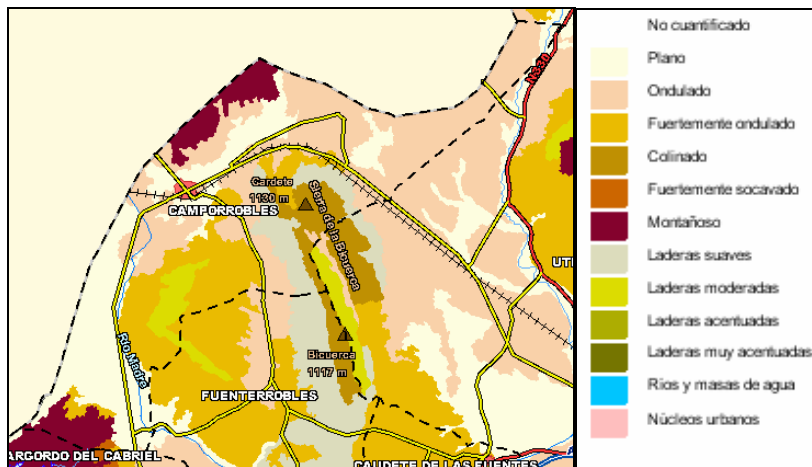 N330
Cardete
1130 m
CAMPORROBLES
Sierra de la Bicuerca
UTI
Río Madre
Bicuerca
1117 m
FUENTERROBLES
ARGORDO DEL CABRIEL
CAUDETE DE LAS FUENTES
A
No cuantificado
Plano
Ondulado
Fuertemente ondulado
Colinado
Fuertemente socavado
Montañoso
Laderas suaves
Laderas moderadas
Laderas acentuadas
Laderas muy acentuadas
Ríos y masas de agua
Núcleos urbanos